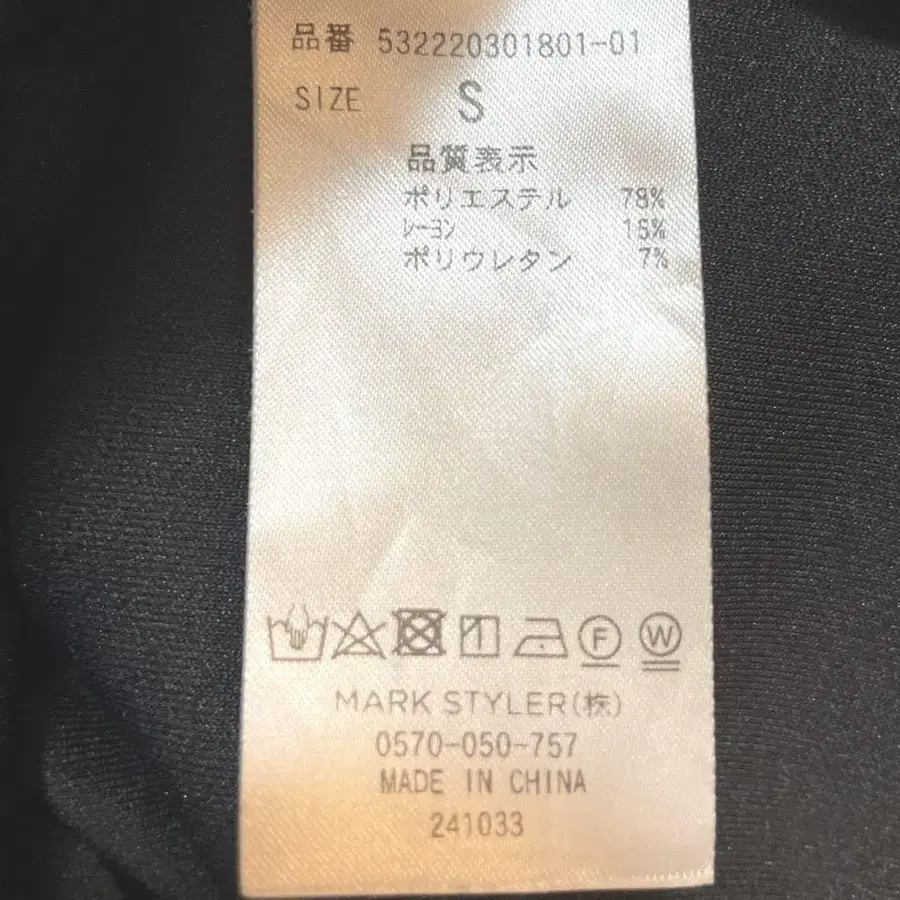 品番 532220301801-01
SIZE S
品質表示
ポリエステル 78%
レーヨン 15%
ポリウレタン 7%
F W
MARK STYLER(株)
0570-050-757
MADE IN CHINA
241033